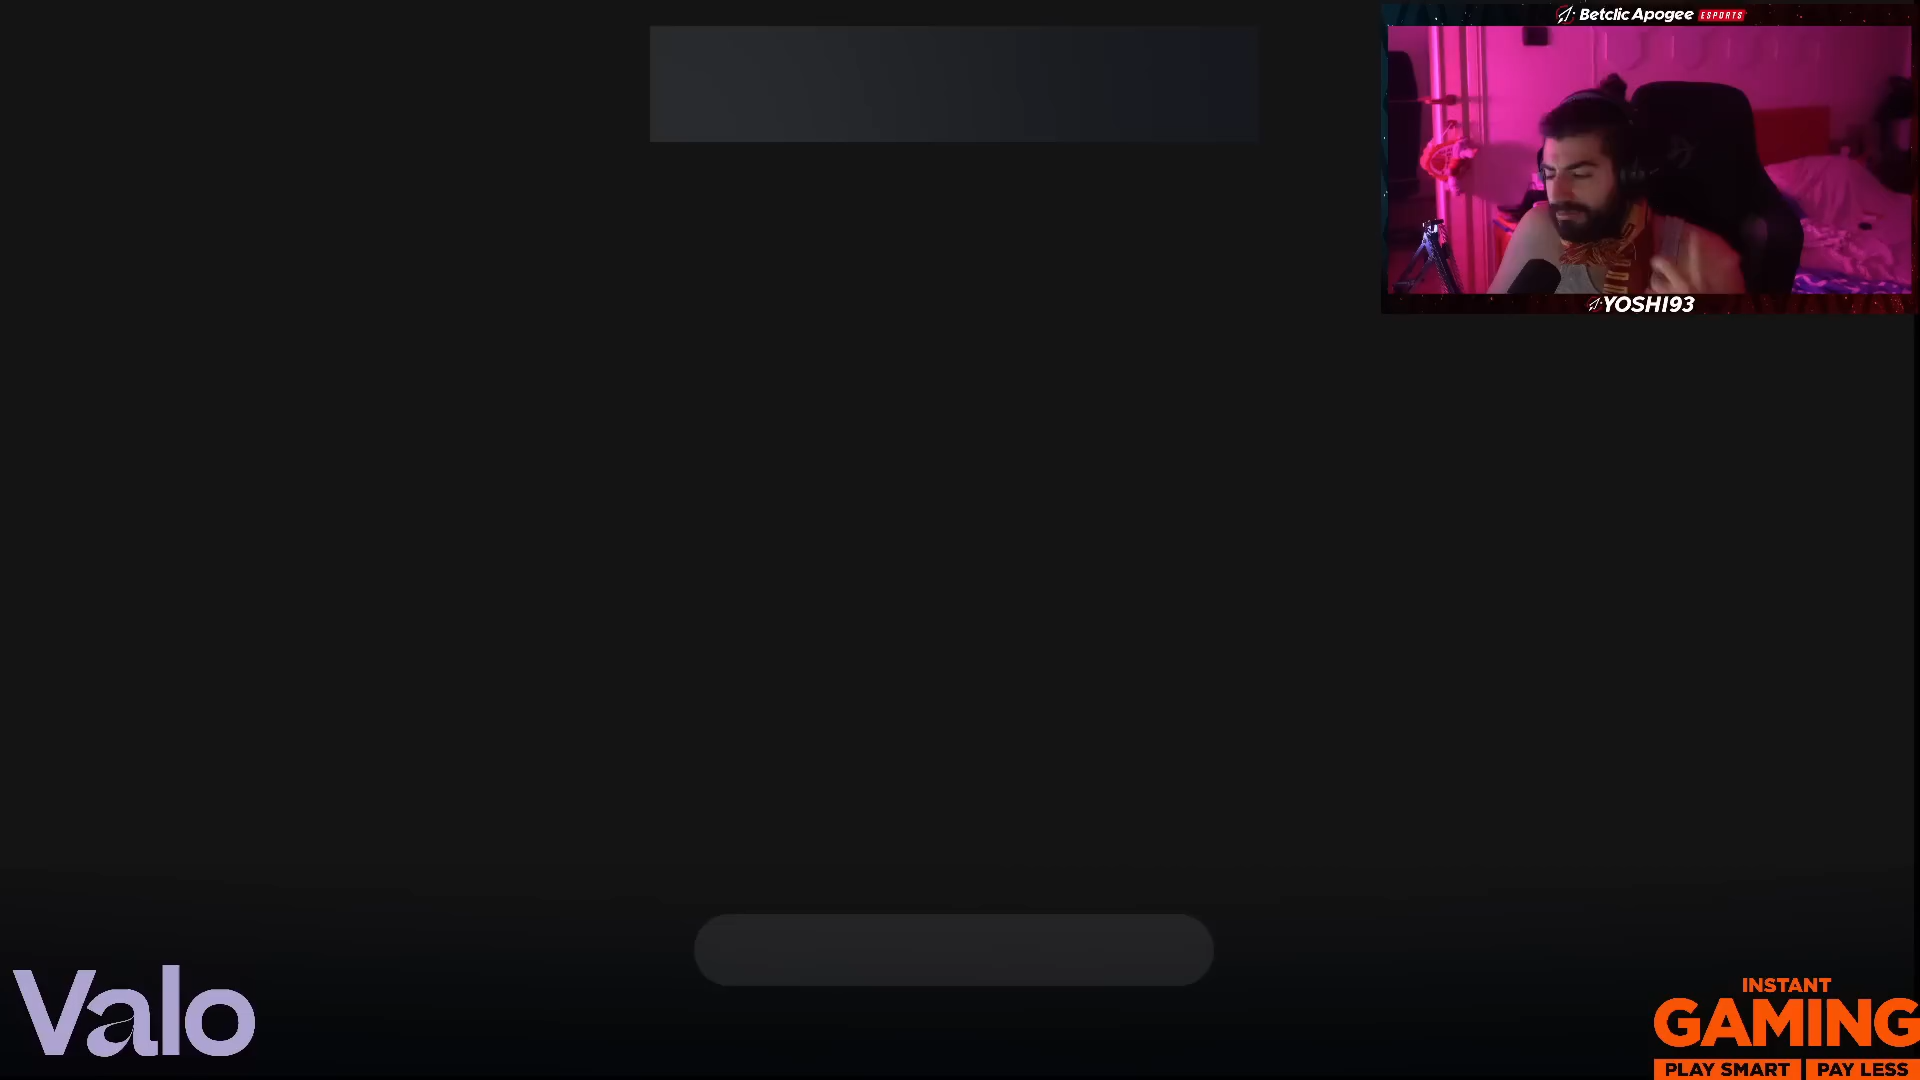 Betclic Apogee ESPORTS
YOSHI93
Valo
INSTANT
GAMING
PLAY SMART | PAY LESS